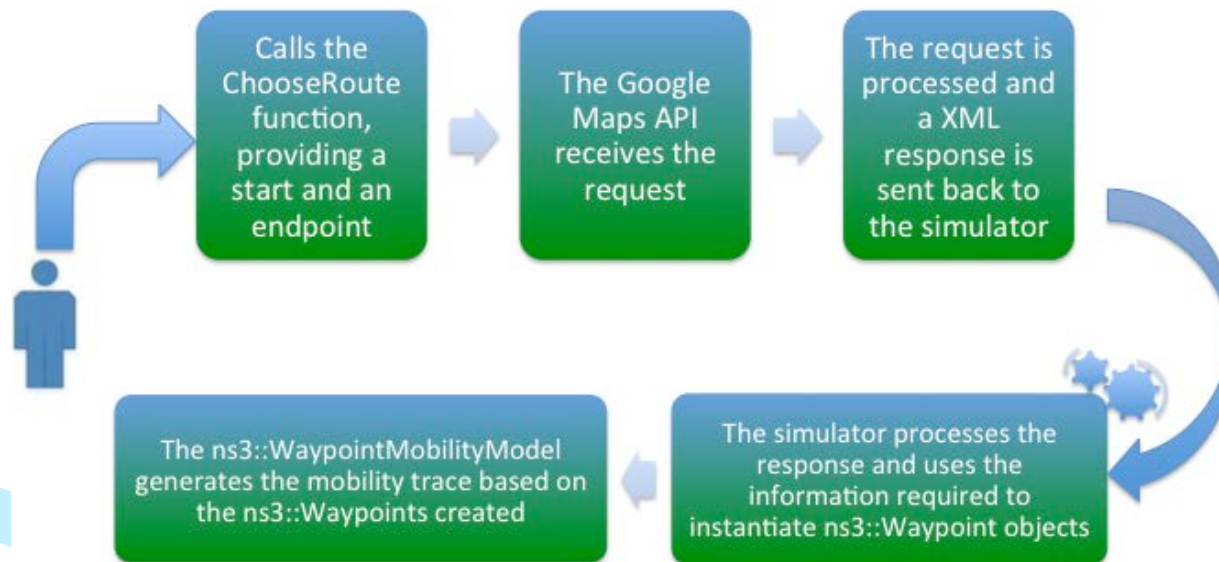 Calls the
ChooseRoute
function,
providing a
start and an
endpoint
The Google
Maps API
receives the
request
The request is
processed and
a XML
response is
sent back to
the simulator
The simulator processes the
response and uses the
information required to
instantiate ns3::Waypoint objects
The ns3::WaypointMobilityModel
generates the mobility trace based on
the ns3::Waypoints created